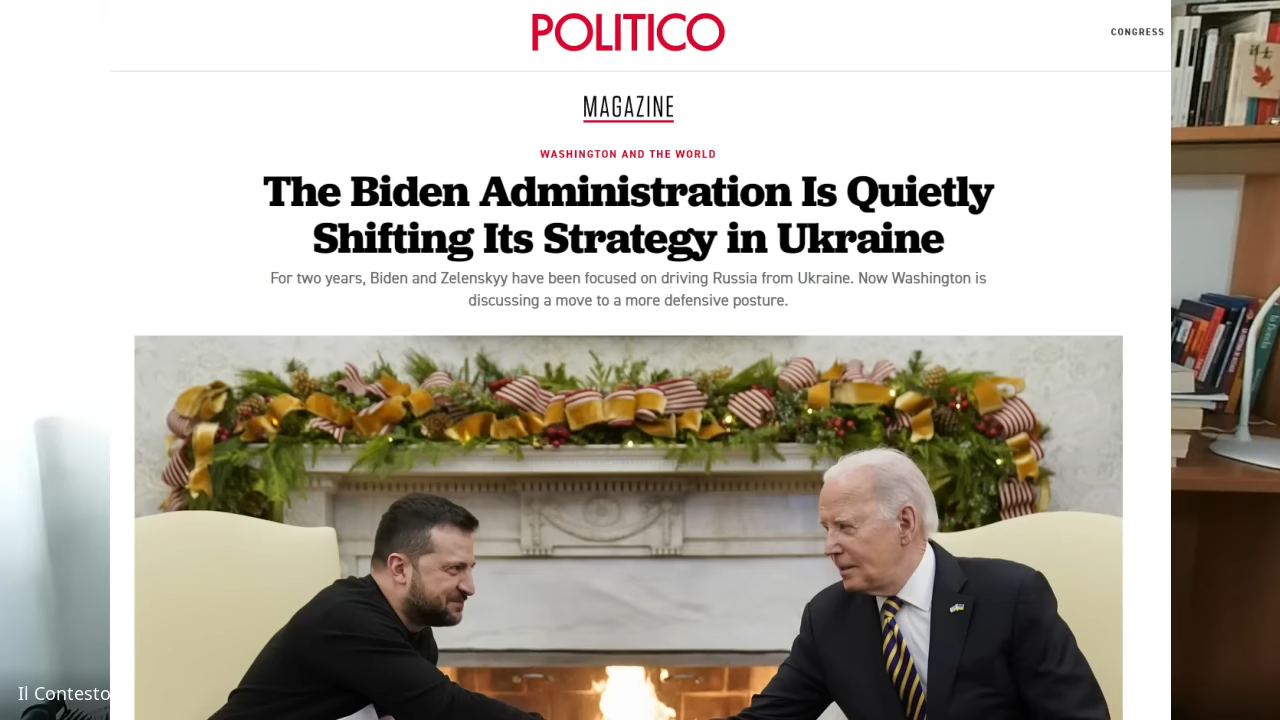 POLITICO
CONGRESS
MAGAZINE
WASHINGTON AND THE WORLD
The Biden Administration Is Quietly
Shifting Its Strategy in Ukraine
For two years, Biden and Zelenskyy have been focused on driving Russia from Ukraine. Now Washington is
discussing a move to a more defensive posture.
Il Contesto